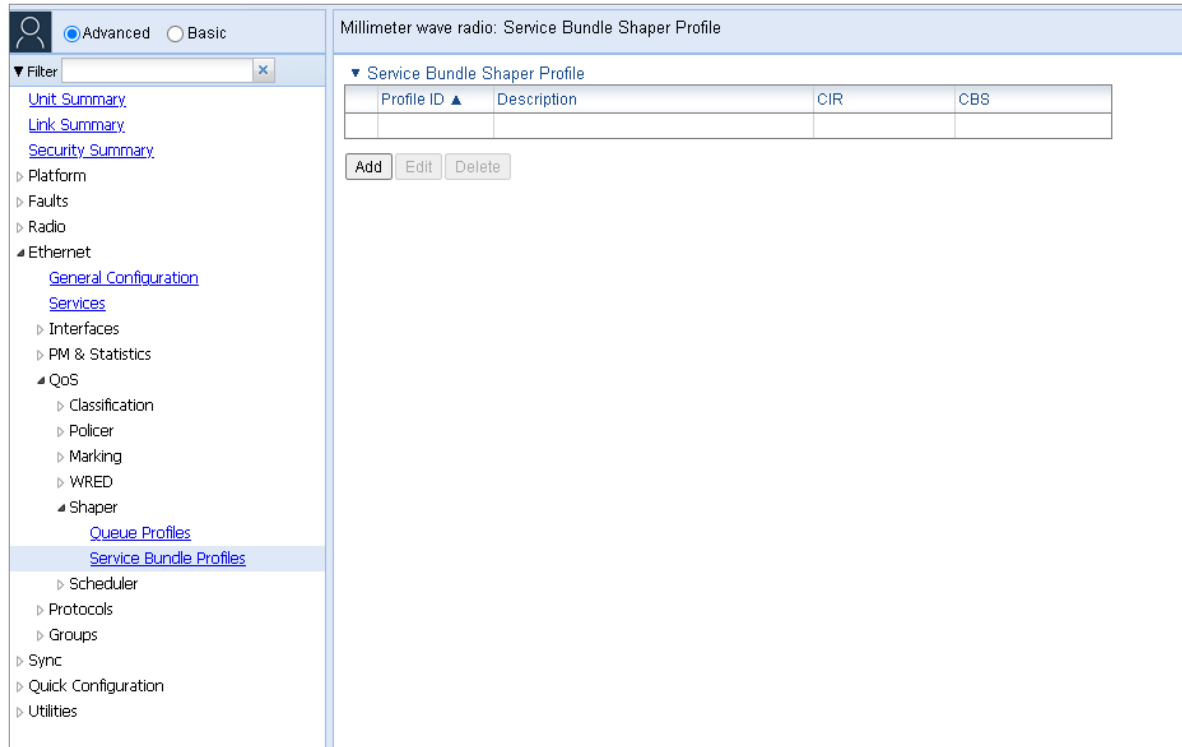 Advanced Basic
Millimeter wave radio: Service Bundle Shaper Profile
▼ Filter
Unit Summary
Link Summary
Security Summary
Platform
Faults
Radio
Ethernet
General Configuration
Services
Interfaces
PM & Statistics
QoS
Classification
Policer
Marking
WRED
Shaper
Queue Profiles
Service Bundle Profiles
Scheduler
Protocols
Groups
Sync
Quick Configuration
Utilities
▼ Service Bundle Shaper Profile
Profile ID ▲ Description CIR CBS
Add Edit Delete